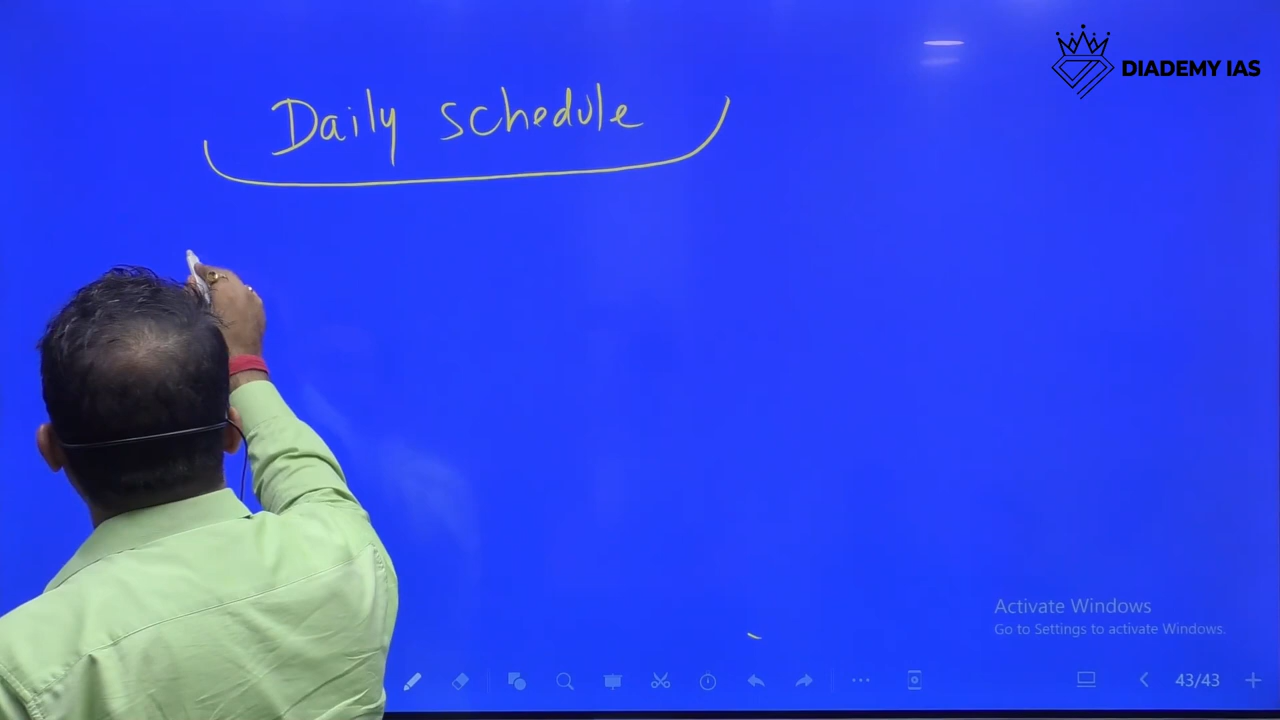 DIADEMY IAS
Daily schedule
Activate Windows
Go to Settings to activate Windows.
43/43